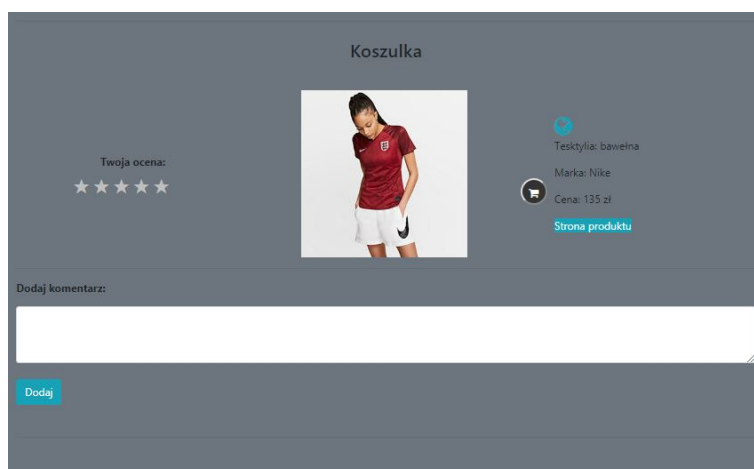 Koszulka
Twoja ocena:
Tesktylia: bawełna
Marka: Nike
Cena: 135 zł
Strona produktu
Dodaj komentarz:
Dodaj